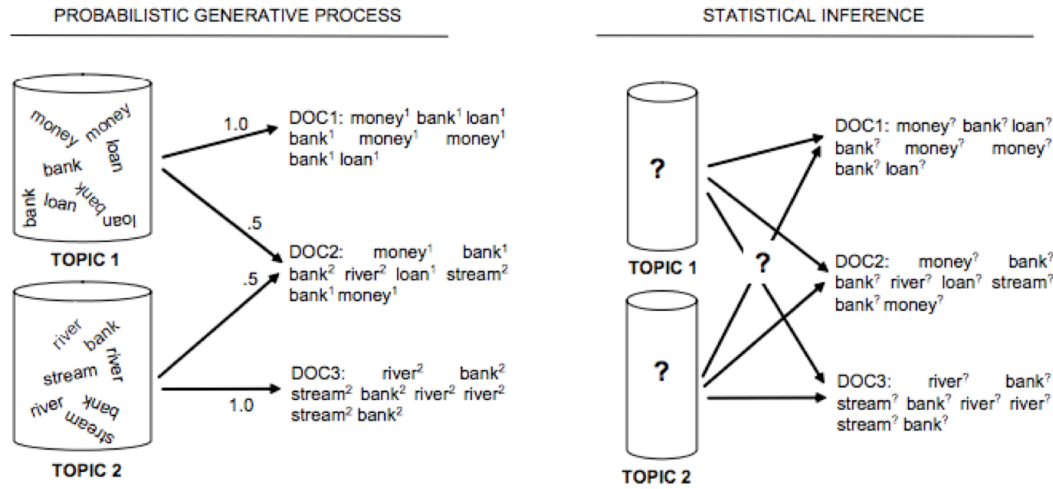 PROBABILISTIC GENERATIVE PROCESS
money
money
loan
bank
bank
loan
bank
loan
TOPIC 1
river
bank
river
stream
river
bank
stream
TOPIC 2
1.0
.5
.5
1.0
DOC1: money¹ bank¹ loan¹
bank¹ money¹ money¹
bank¹ loan¹
DOC2: money¹ bank¹
bank² river² loan¹ stream²
bank¹ money¹
DOC3: river² bank²
stream² bank² river² river²
stream² bank²
STATISTICAL INFERENCE
?
TOPIC 1
?
?
TOPIC 2
DOC1: money? bank? loan?
bank? money? money?
bank? loan?
DOC2: money? bank?
bank? river? loan? stream?
bank? money?
DOC3: river? bank?
stream? bank? river? river?
stream? bank?